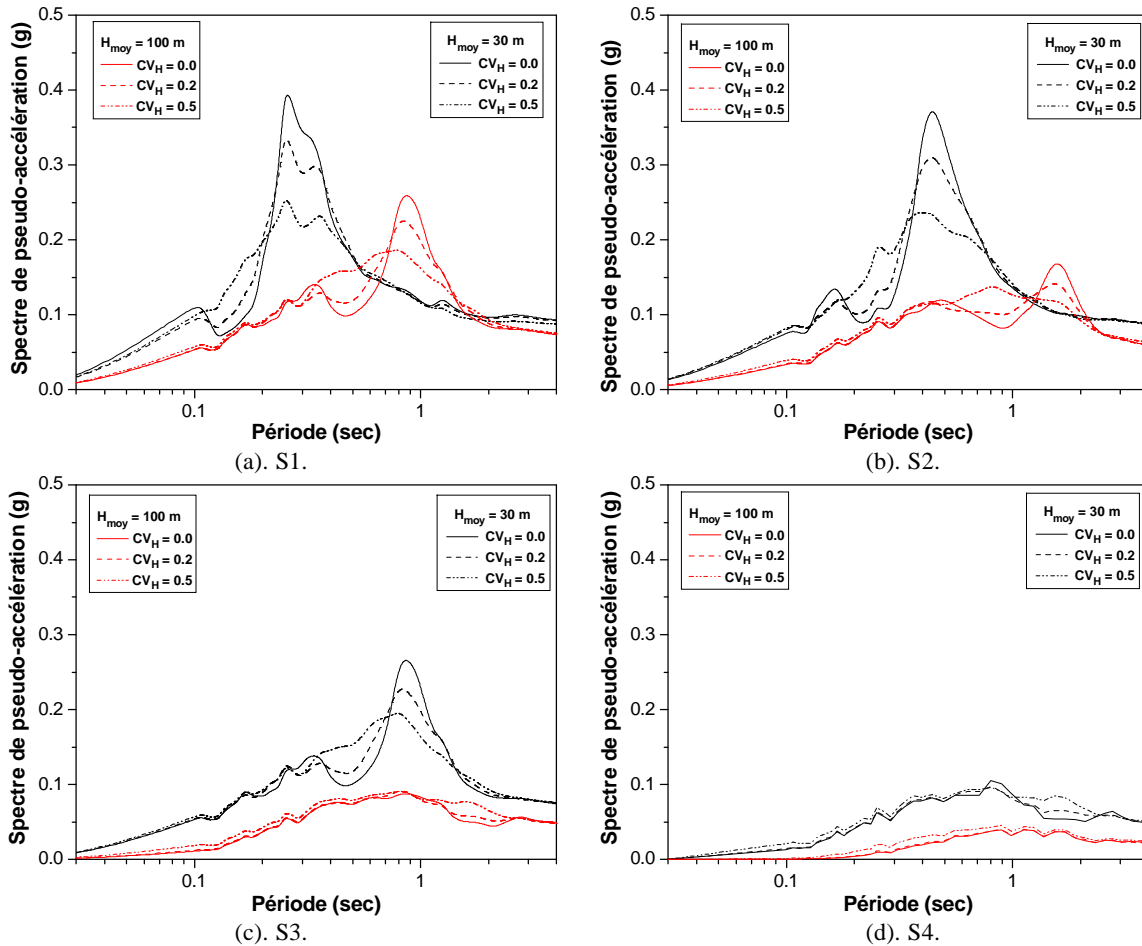 Spectre de pseudo-accélération (g)
0.5
0.4
0.3
0.2
0.1
0.0
H_moy = 100 m
CV_H = 0.0
CV_H = 0.2
CV_H = 0.5
H_moy = 30 m
CV_H = 0.0
CV_H = 0.2
CV_H = 0.5
0.1
1
Période (sec)
(a). S1.
Spectre de pseudo-accélération (g)
0.5
0.4
0.3
0.2
0.1
0.0
H_moy = 100 m
CV_H = 0.0
CV_H = 0.2
CV_H = 0.5
H_moy = 30 m
CV_H = 0.0
CV_H = 0.2
CV_H = 0.5
0.1
1
Période (sec)
(b). S2.
Spectre de pseudo-accélération (g)
0.5
0.4
0.3
0.2
0.1
0.0
H_moy = 100 m
CV_H = 0.0
CV_H = 0.2
CV_H = 0.5
H_moy = 30 m
CV_H = 0.0
CV_H = 0.2
CV_H = 0.5
0.1
1
Période (sec)
(c). S3.
Spectre de pseudo-accélération (g)
0.5
0.4
0.3
0.2
0.1
0.0
H_moy = 100 m
CV_H = 0.0
CV_H = 0.2
CV_H = 0.5
H_moy = 30 m
CV_H = 0.0
CV_H = 0.2
CV_H = 0.5
0.1
1
Période (sec)
(d). S4.